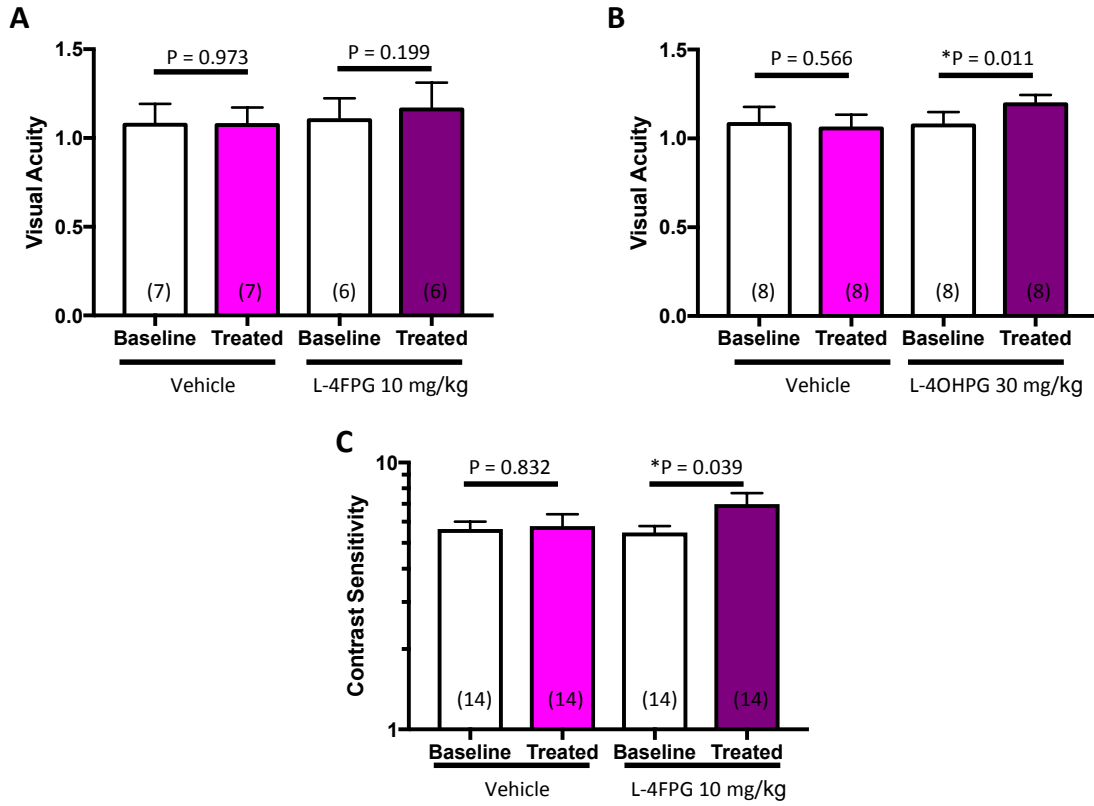 A
1.5
P = 0.973
P = 0.199
1.0
Visual Acuity
0.5
(7)
(7)
(6)
(6)
0.0
Baseline Treated Baseline Treated
Vehicle
L-4FPG 10 mg/kg
B
1.5
P = 0.566
*P = 0.011
1.0
Visual Acuity
0.5
(8)
(8)
(8)
(8)
0.0
Baseline Treated Baseline Treated
Vehicle
L-4OHPG 30 mg/kg
C
10
P = 0.832
*P = 0.039
Contrast Sensitivity
(14)
(14)
(14)
(14)
1
Baseline Treated Baseline Treated
Vehicle
L-4FPG 10 mg/kg